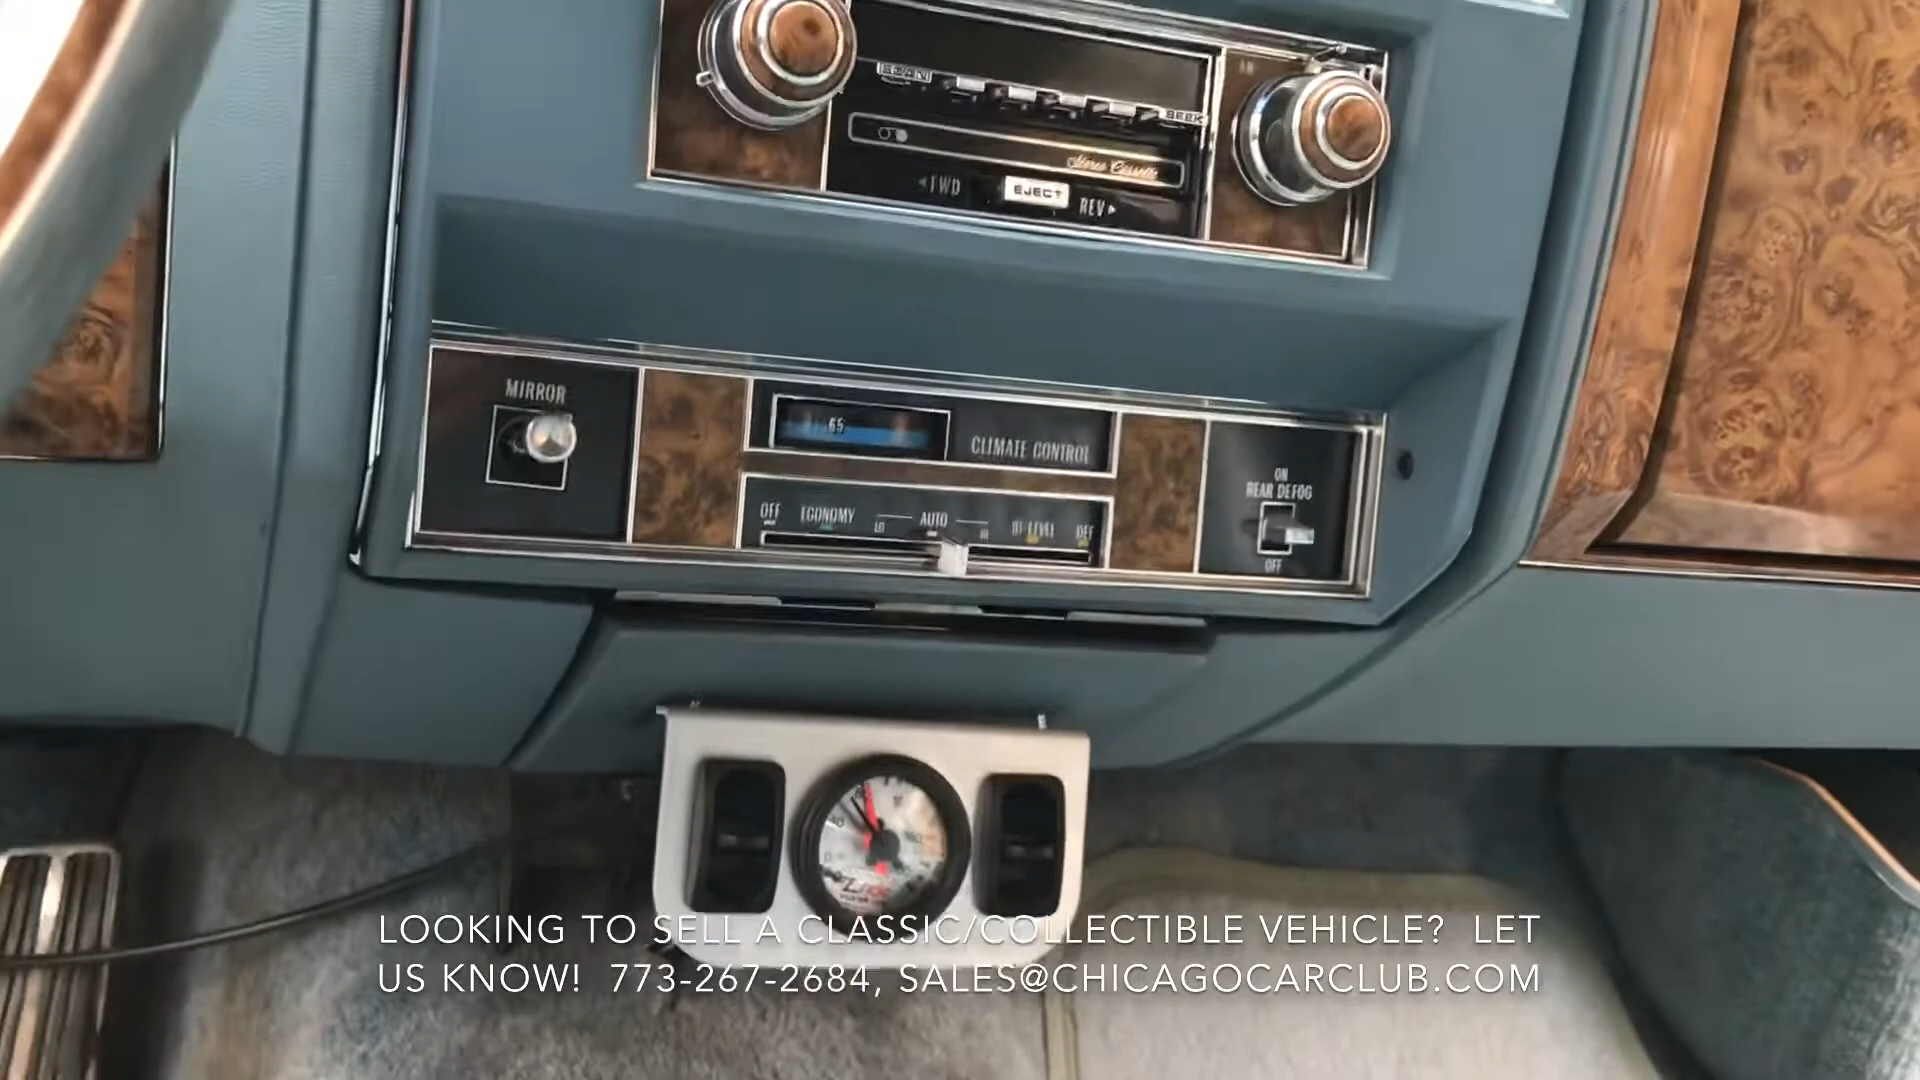 SEEK
Stereo Cassette
◄FWD
EJECT
REV►
MIRROR
65
CLIMATE CONTROL
ON
REAR DEFOG
OFF
OFF ECONOMY LO AUTO HI HI-LEVEL DEF
LOOKING TO SELL A CLASSIC/COLLECTIBLE VEHICLE? LET
US KNOW! 773-267-2684, SALES@CHICAGOCARCLUB.COM